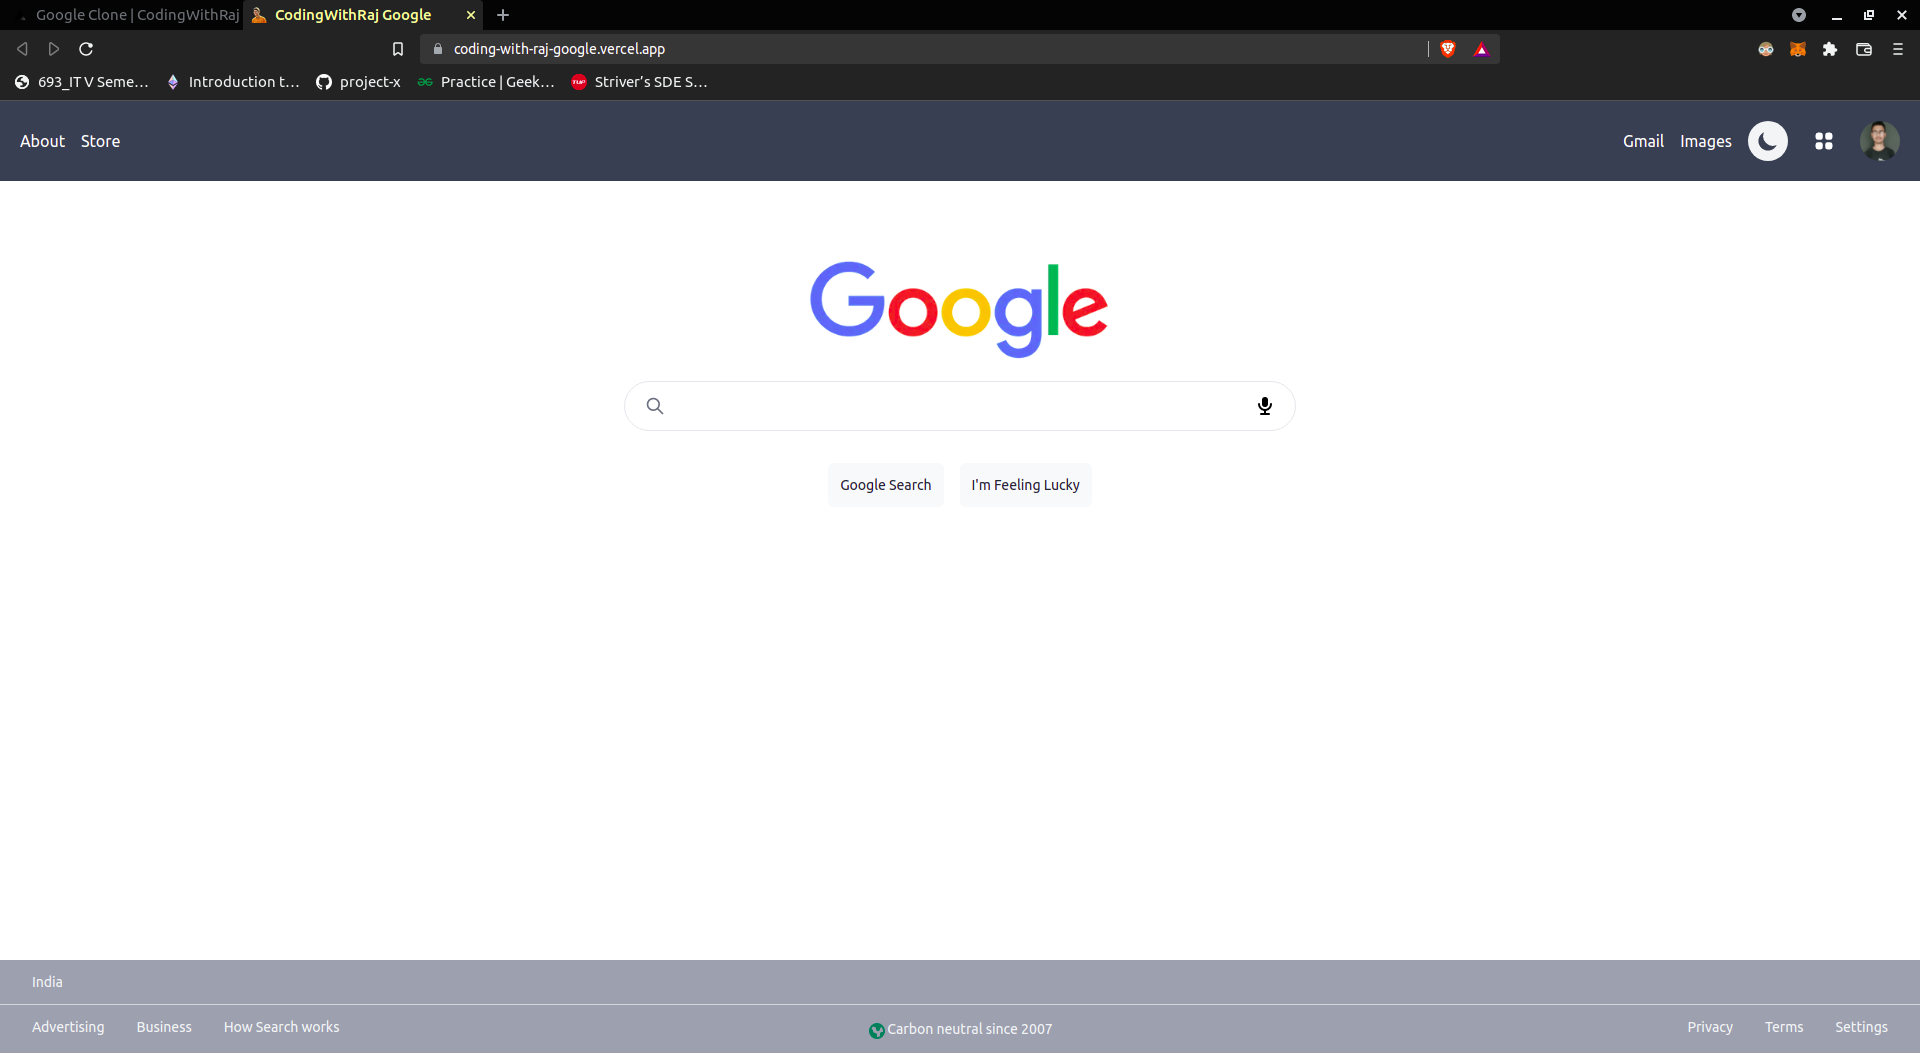 Google Clone | CodingWithRaj
CodingWithRaj Google
coding-with-raj-google.vercel.app
693_IT V Seme...
Introduction t...
project-x
Practice | Geek...
Striver's SDE S...
About Store
Gmail Images
Google
Google Search
I'm Feeling Lucky
India
Advertising Business How Search works
Carbon neutral since 2007
Privacy Terms Settings